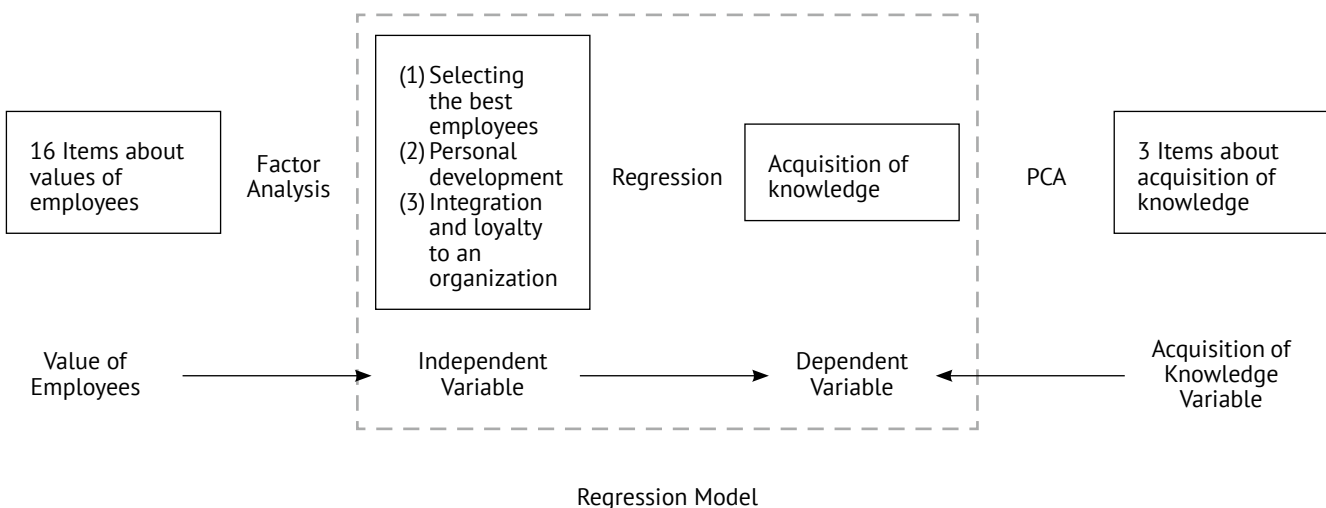 16 Items about
values of
employees
Factor
Analysis
(1) Selecting
the best
employees
(2) Personal
development
(3) Integration
and loyalty
to an
organization
Regression
Acquisition of
knowledge
PCA
3 Items about
acquisition of
knowledge
Value of
Employees
Independent
Variable
Dependent
Variable
Acquisition of
Knowledge
Variable
Regression Model